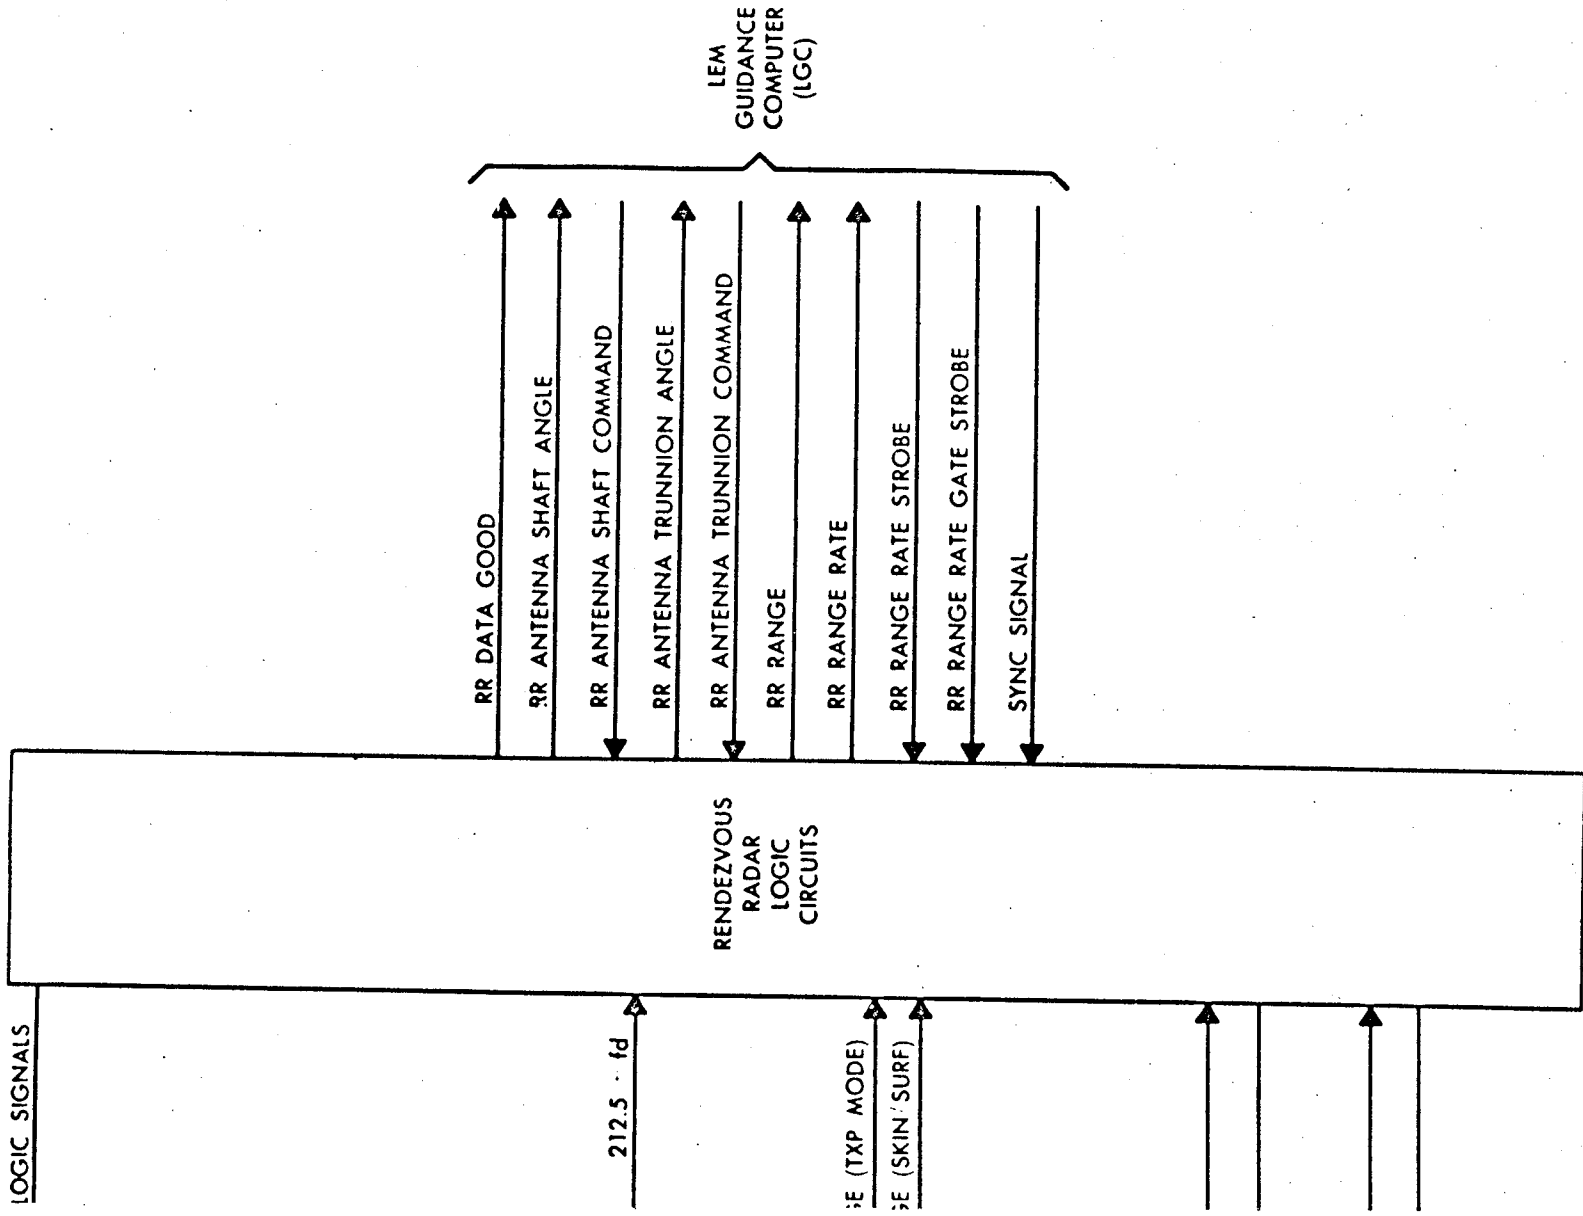 LEM
GUIDANCE
COMPUTER
(LGC)
RR DATA GOOD
RR ANTENNA SHAFT ANGLE
RR ANTENNA SHAFT COMMAND
RR ANTENNA TRUNNION ANGLE
RR ANTENNA TRUNNION COMMAND
RR RANGE
RR RANGE RATE
RR RANGE RATE STROBE
RR RANGE RATE GATE STROBE
SYNC SIGNAL
RENDEZVOUS
RADAR
LOGIC
CIRCUITS
LOGIC SIGNALS
212.5 - fd
GE (TXP MODE)
GE (SKIN/SURF)